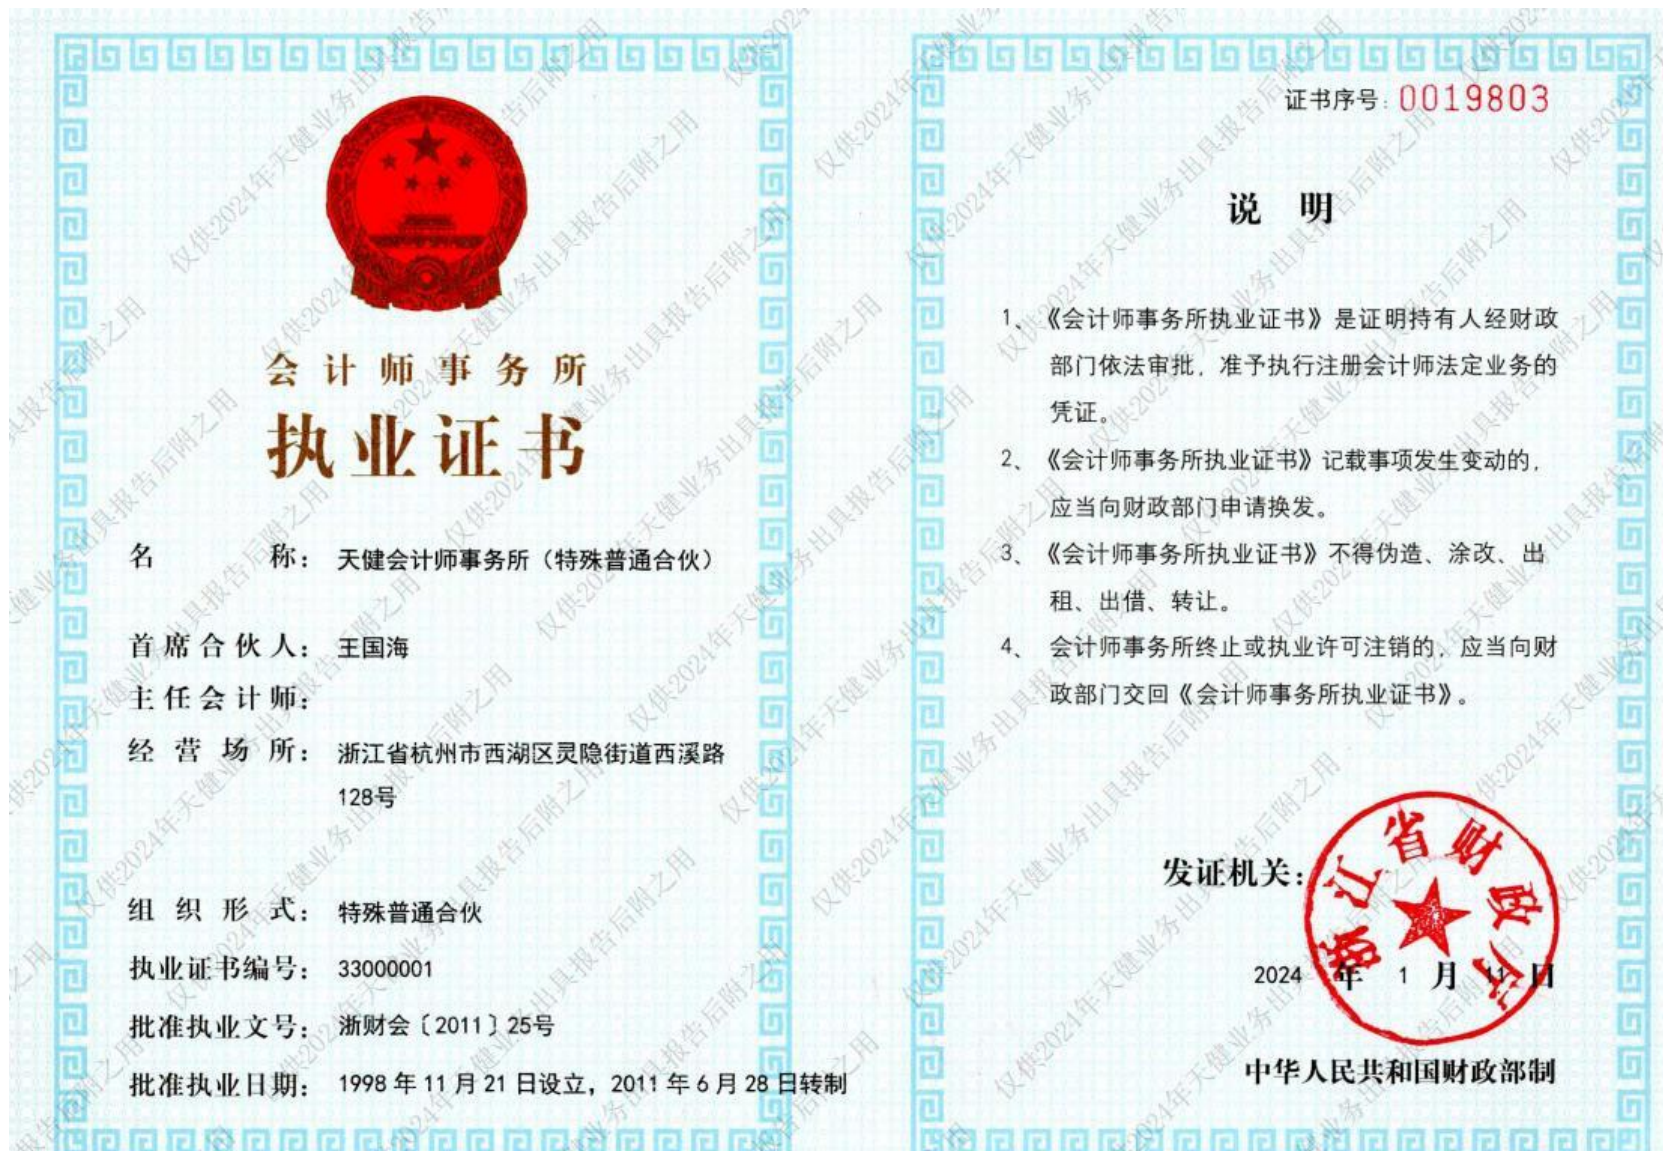 会计师事务所
执业证书
名 称： 天健会计师事务所（特殊普通合伙）
首席合伙人： 王国海
主任会计师：
经营场所： 浙江省杭州市西湖区灵隐街道西溪路
128号
组织形式： 特殊普通合伙
执业证书编号： 33000001
批准执业文号： 浙财会〔2011〕25号
批准执业日期： 1998年11月21日设立，2011年6月28日转制
证书序号：0019803
说 明
1、《会计师事务所执业证书》是证明持有人经财政
部门依法审批，准予执行注册会计师法定业务的
凭证。
2、《会计师事务所执业证书》记载事项发生变动的，
应当向财政部门申请换发。
3、《会计师事务所执业证书》不得伪造、涂改、出
租、出借、转让。
4、 会计师事务所终止或执业许可注销的，应当向财
政部门交回《会计师事务所执业证书》。
发证机关：
浙江省财政厅
2024 年 1 月 11 日
中华人民共和国财政部制
仅供2024年天健业务出具报告后附之用